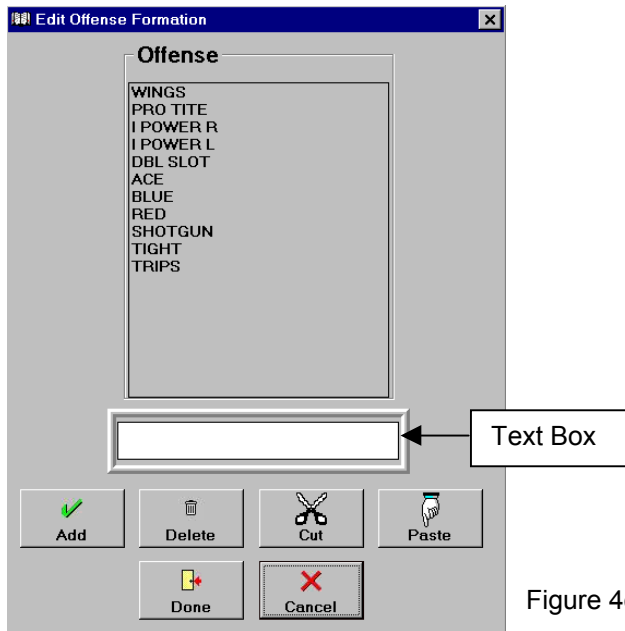 Edit Offense Formation
Offense
WINGS
PRO TITE
I POWER R
I POWER L
DBL SLOT
ACE
BLUE
RED
SHOTGUN
TIGHT
TRIPS
Text Box
Add Delete Cut Paste
Done Cancel
Figure